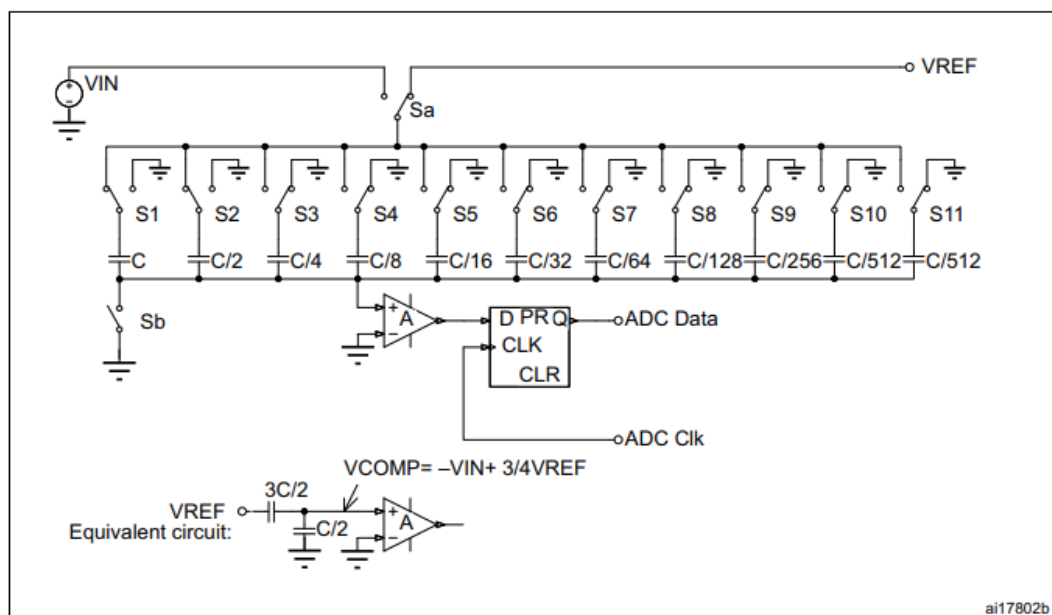 VIN
VREF
Sa
S1 S2 S3 S4 S5 S6 S7 S8 S9 S10 S11
C C/2 C/4 C/8 C/16 C/32 C/64 C/128 C/256 C/512 C/512
Sb
+
A
−
D PR Q
CLK
CLR
ADC Data
ADC Clk
VCOMP= –VIN+ 3/4VREF
3C/2
VREF
Equivalent circuit:
C/2
+
A
−
ai17802b